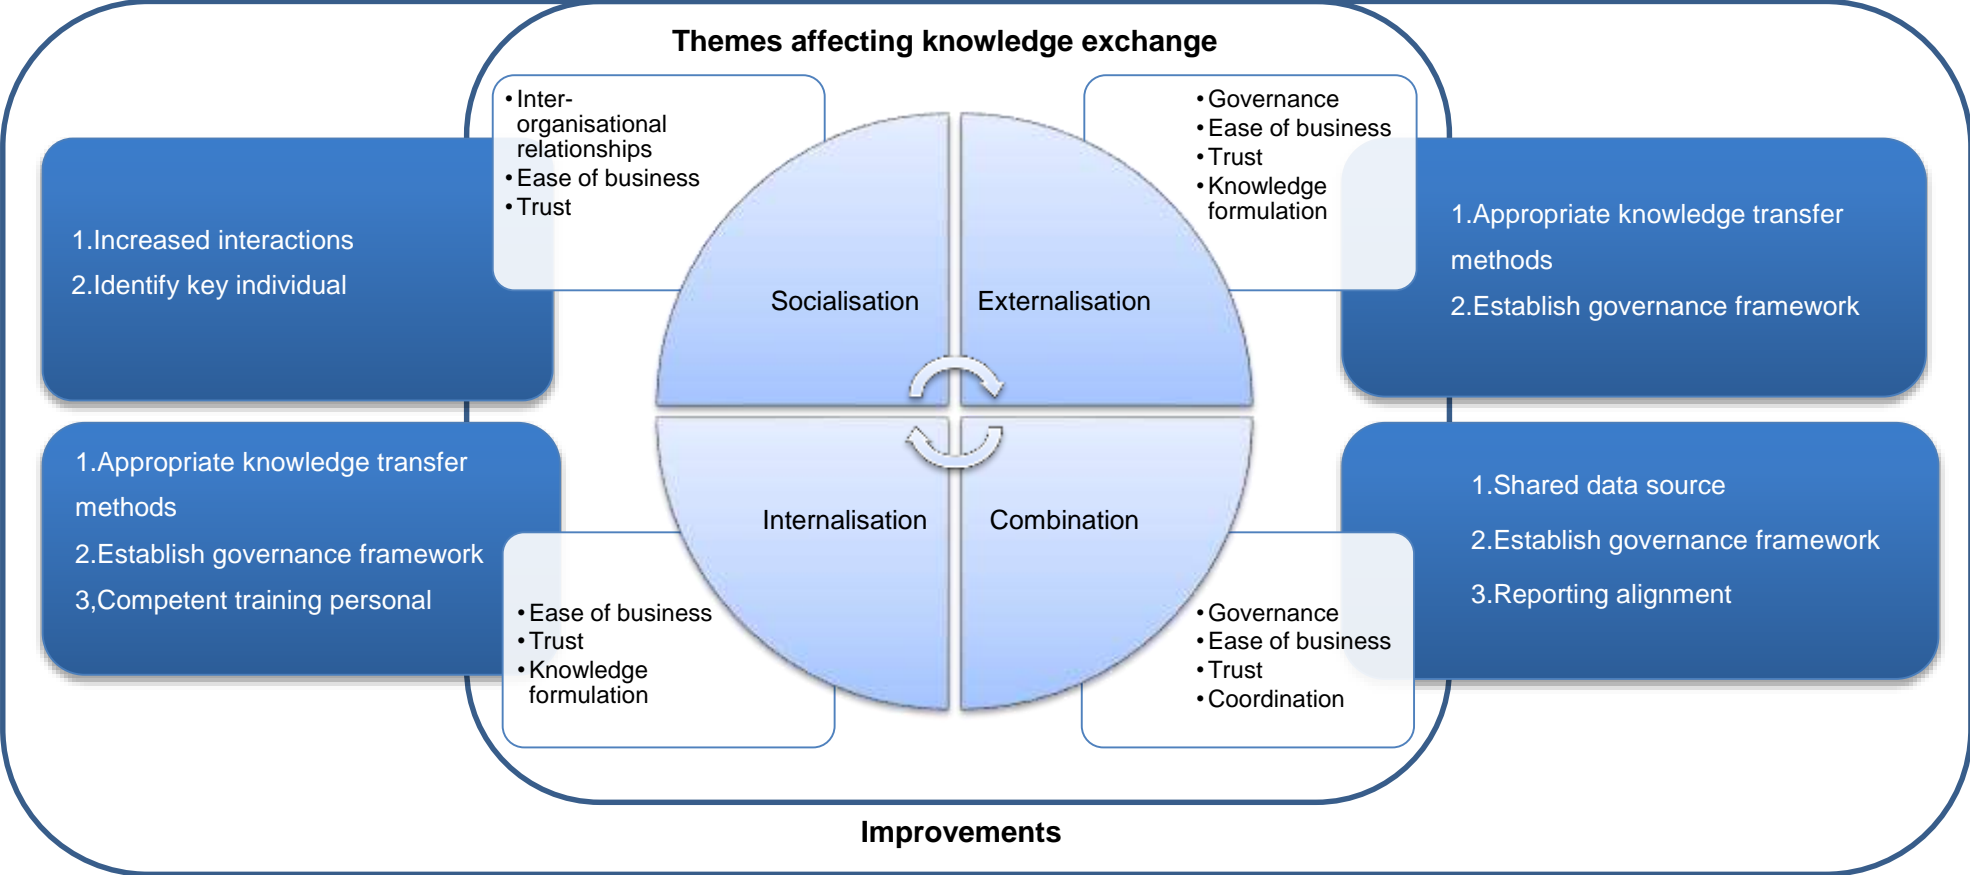 Themes affecting knowledge exchange
• Inter-
organisational
relationships
• Ease of business
• Trust
• Governance
• Ease of business
• Trust
• Knowledge
formulation
1.Increased interactions
2.Identify key individual
1.Appropriate knowledge transfer
methods
2.Establish governance framework
Socialisation
Externalisation
1.Appropriate knowledge transfer
methods
2.Establish governance framework
3,Competent training personal
Internalisation
Combination
1.Shared data source
2.Establish governance framework
3.Reporting alignment
• Ease of business
• Trust
• Knowledge
formulation
• Governance
• Ease of business
• Trust
• Coordination
Improvements